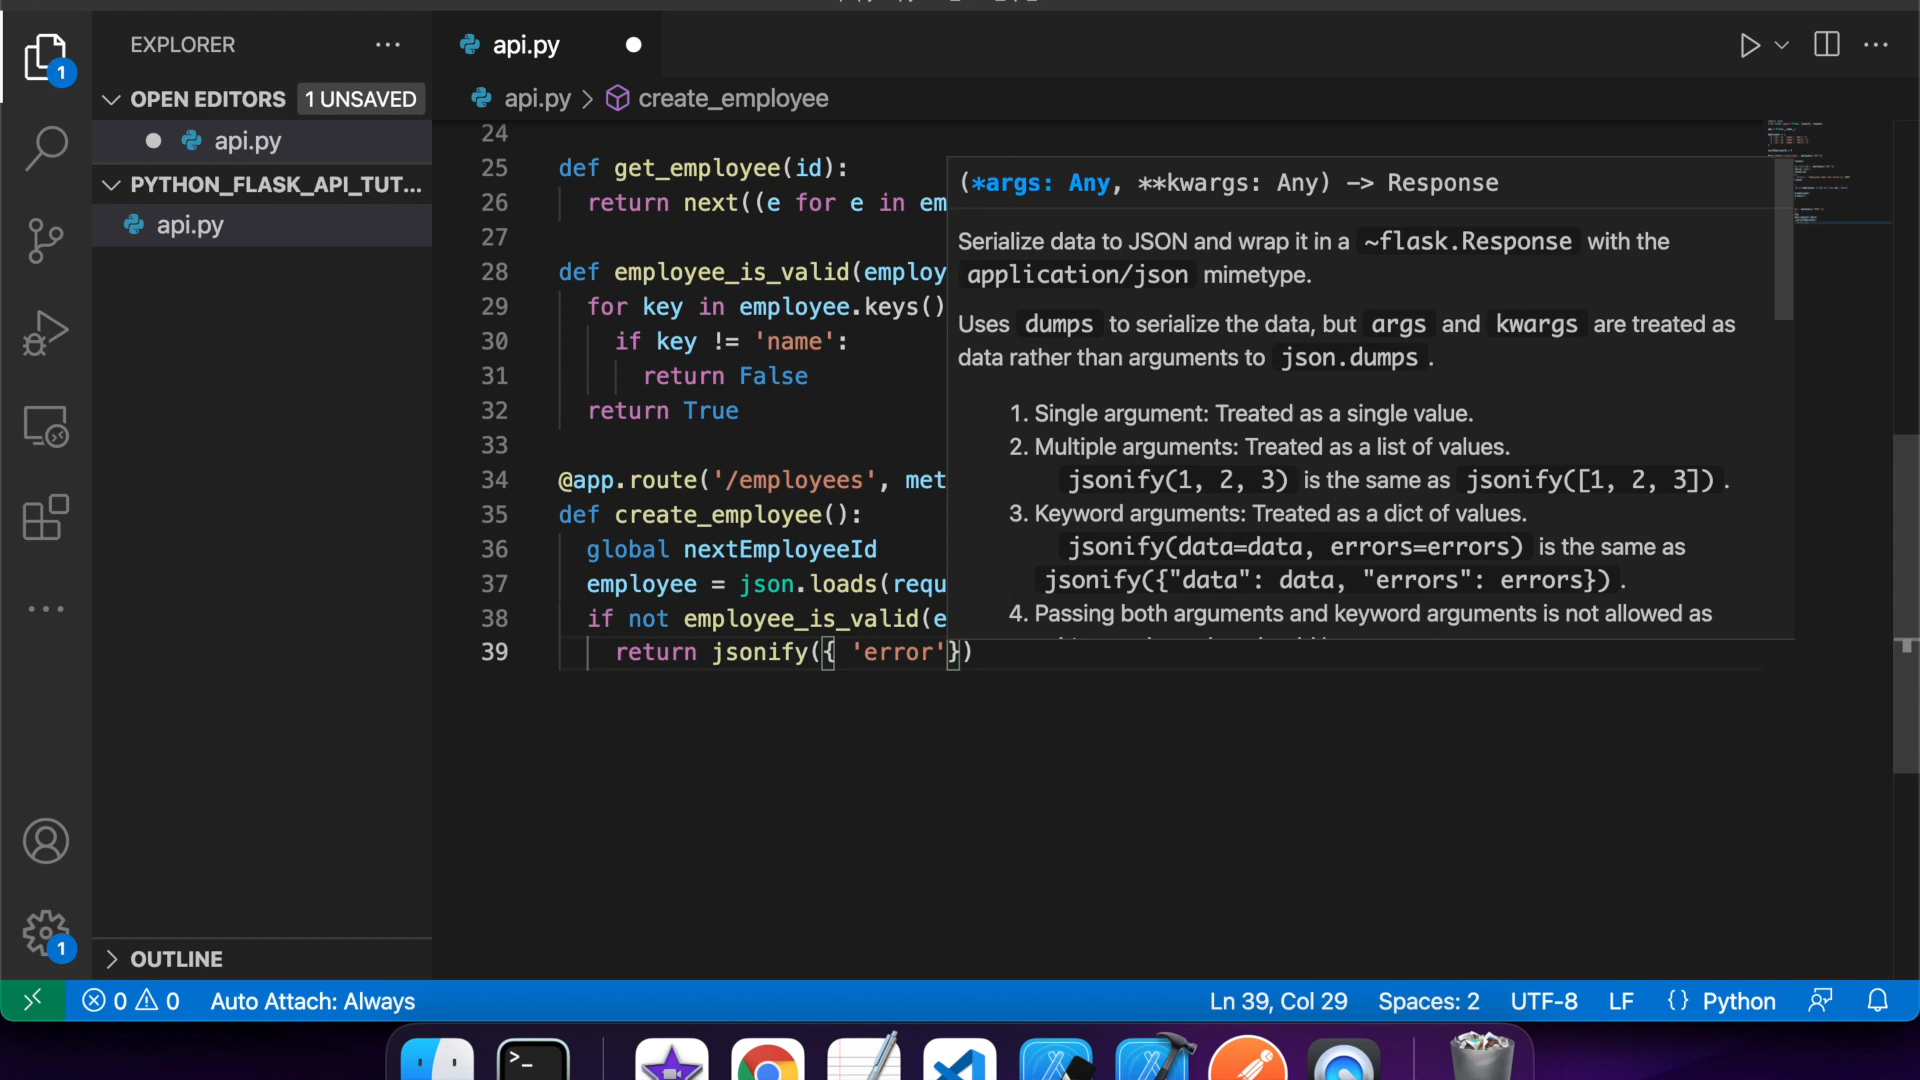 EXPLORER
api.py
OPEN EDITORS 1 UNSAVED
api.py > create_employee
api.py
PYTHON_FLASK_API_TUT...
api.py
24
25 def get_employee(id):
26 return next((e for e in em
27
28 def employee_is_valid(employ
29 for key in employee.keys()
30 if key != 'name':
31 return False
32 return True
33
34 @app.route('/employees', met
35 def create_employee():
36 global nextEmployeeId
37 employee = json.loads(requ
38 if not employee_is_valid(e
39 return jsonify({ 'error'})
(*args: Any, **kwargs: Any) -> Response
Serialize data to JSON and wrap it in a ~flask.Response with the
application/json mimetype.
Uses dumps to serialize the data, but args and kwargs are treated as
data rather than arguments to json.dumps.
1. Single argument: Treated as a single value.
2. Multiple arguments: Treated as a list of values.
jsonify(1, 2, 3) is the same as jsonify([1, 2, 3]).
3. Keyword arguments: Treated as a dict of values.
jsonify(data=data, errors=errors) is the same as
jsonify({"data": data, "errors": errors}).
4. Passing both arguments and keyword arguments is not allowed as
1
1
OUTLINE
0 0 Auto Attach: Always
Ln 39, Col 29 Spaces: 2 UTF-8 LF {} Python
>_